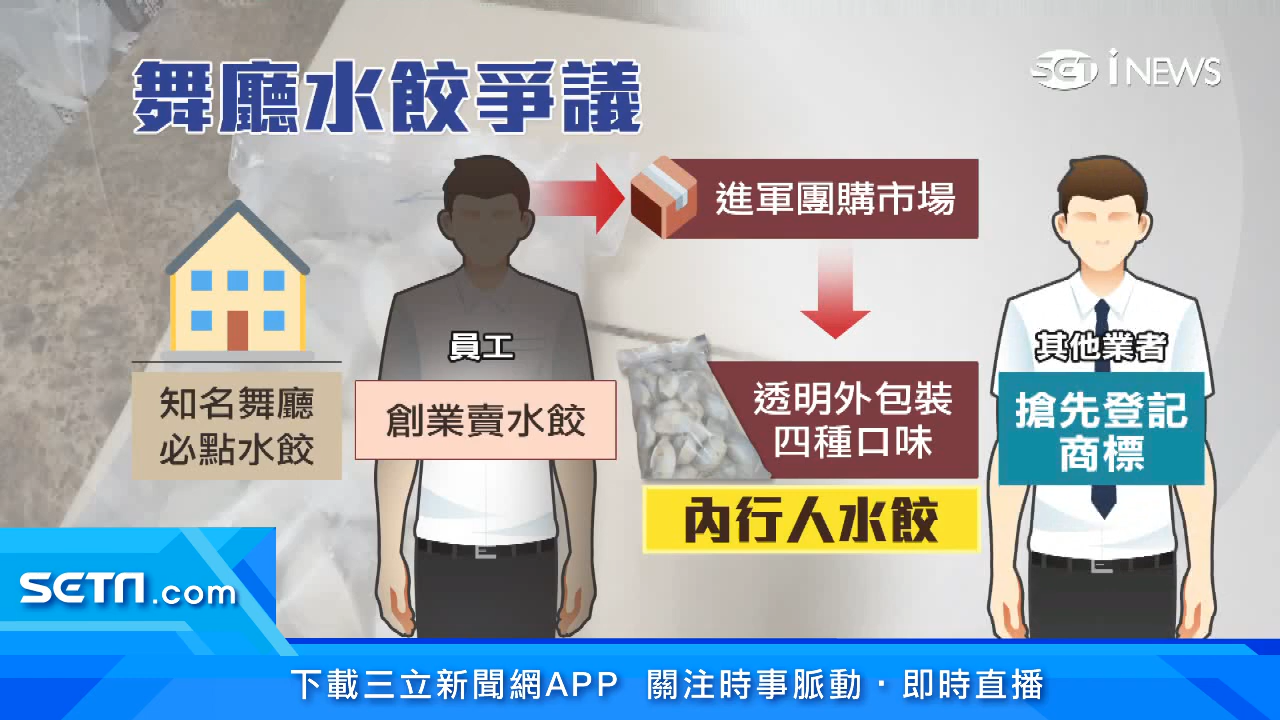 舞廳水餃爭議
SET iNEWS
進軍團購市場
員工
其他業者
知名舞廳
必點水餃
創業賣水餃
透明外包裝
四種口味
搶先登記
商標
內行人水餃
SETN.com
下載三立新聞網APP 關注時事脈動・即時直播